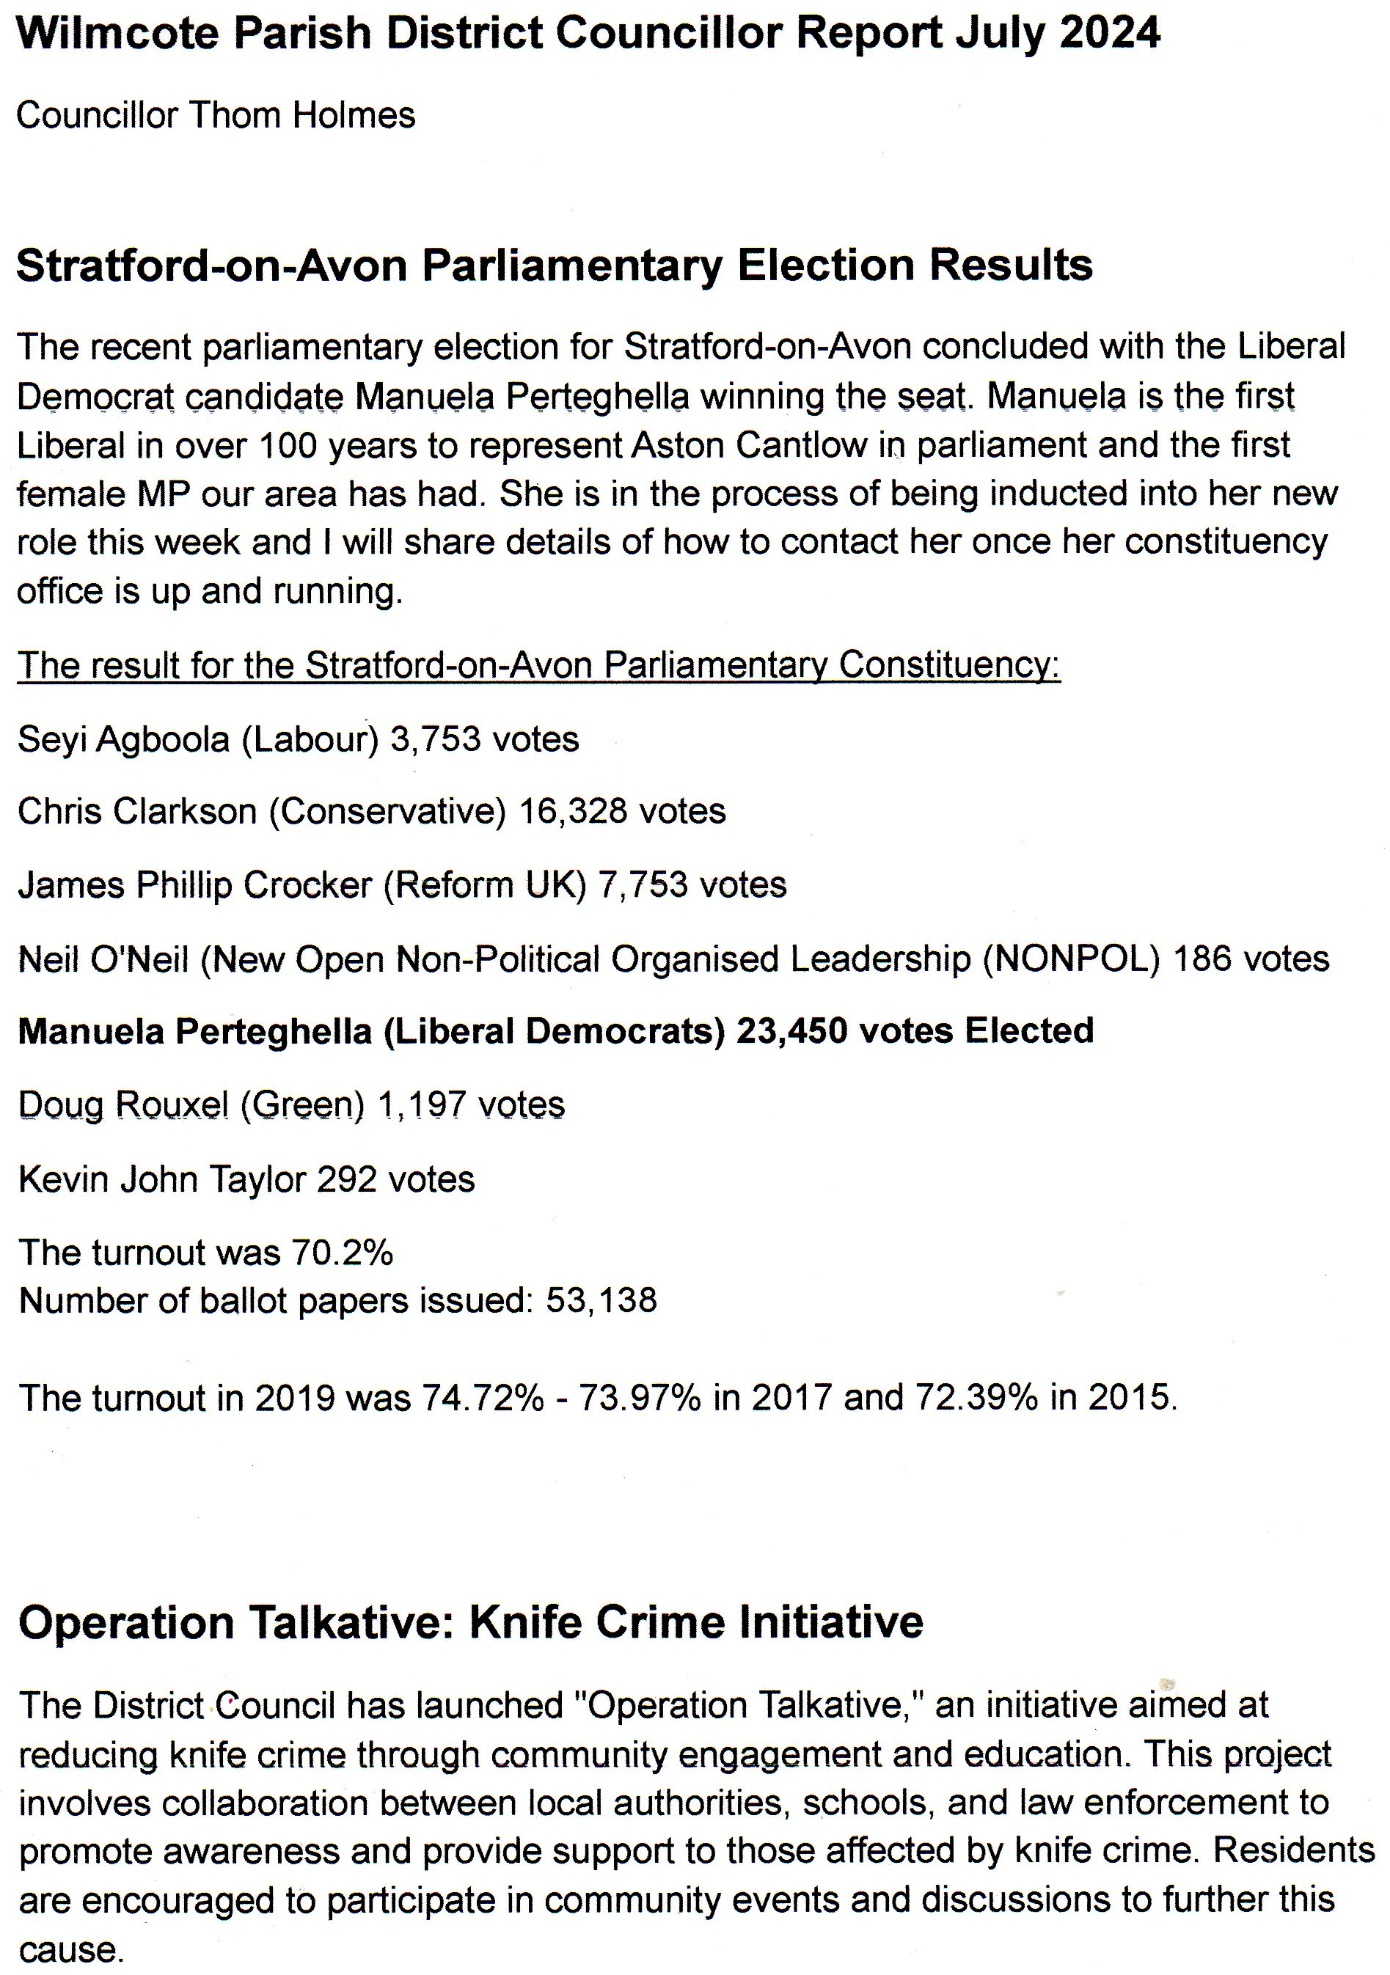 Wilmcote Parish District Councillor Report July 2024
Councillor Thom Holmes
Stratford-on-Avon Parliamentary Election Results
The recent parliamentary election for Stratford-on-Avon concluded with the Liberal
Democrat candidate Manuela Perteghella winning the seat. Manuela is the first
Liberal in over 100 years to represent Aston Cantlow in parliament and the first
female MP our area has had. She is in the process of being inducted into her new
role this week and I will share details of how to contact her once her constituency
office is up and running.
The result for the Stratford-on-Avon Parliamentary Constituency:
Seyi Agboola (Labour) 3,753 votes
Chris Clarkson (Conservative) 16,328 votes
James Phillip Crocker (Reform UK) 7,753 votes
Neil O'Neil (New Open Non-Political Organised Leadership (NONPOL) 186 votes
Manuela Perteghella (Liberal Democrats) 23,450 votes Elected
Doug Rouxel (Green) 1,197 votes
Kevin John Taylor 292 votes
The turnout was 70.2%
Number of ballot papers issued: 53,138
The turnout in 2019 was 74.72% - 73.97% in 2017 and 72.39% in 2015.
Operation Talkative: Knife Crime Initiative
The District Council has launched "Operation Talkative," an initiative aimed at
reducing knife crime through community engagement and education. This project
involves collaboration between local authorities, schools, and law enforcement to
promote awareness and provide support to those affected by knife crime. Residents
are encouraged to participate in community events and discussions to further this
cause.